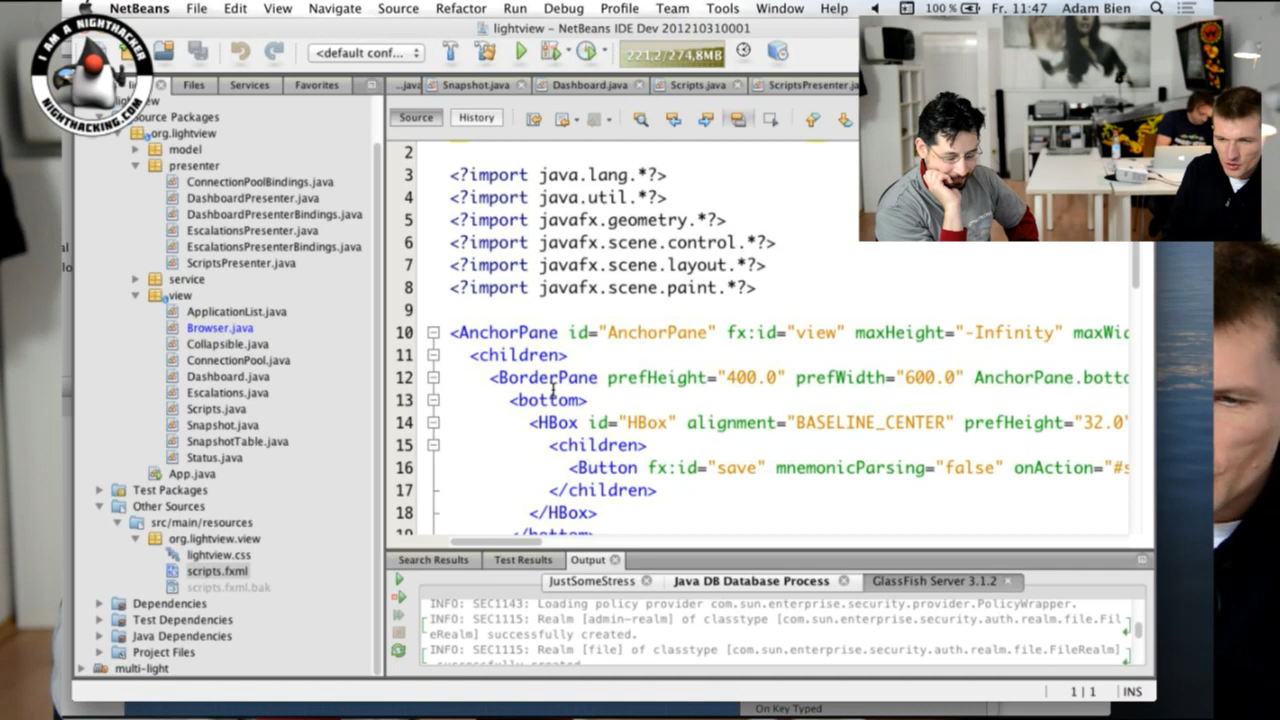 NetBeans File Edit View Navigate Source Refactor Run Debug Profile Team Tools Window Help 100 % Fr. 11:47 Adam Bien
lightview – NetBeans IDE Dev 201210310001
I AM A NIGHTHACKER
NIGHTHACKING.COM
<default conf...
221,2/274,8MB
Files Services Favorites
...java Snapshot.java Dashboard.java Scripts.java ScriptsPresenter.ja
Source History
Source Packages
org.lightview
model
presenter
ConnectionPoolBindings.java
DashboardPresenter.java
DashboardPresenterBindings.java
EscalationsPresenter.java
EscalationsPresenterBindings.java
ScriptsPresenter.java
service
view
ApplicationList.java
Browser.java
Collapsible.java
ConnectionPool.java
Dashboard.java
Escalations.java
Scripts.java
Snapshot.java
SnapshotTable.java
Status.java
App.java
Test Packages
Other Sources
src/main/resources
org.lightview.view
lightview.css
scripts.fxml
scripts.fxml.bak
Dependencies
Test Dependencies
Java Dependencies
Project Files
multi-light
2
3 <?import java.lang.*?>
4 <?import java.util.*?>
5 <?import javafx.geometry.*?>
6 <?import javafx.scene.control.*?>
7 <?import javafx.scene.layout.*?>
8 <?import javafx.scene.paint.*?>
9
10 <AnchorPane id="AnchorPane" fx:id="view" maxHeight="-Infinity" maxWid
11 <children>
12 <BorderPane prefHeight="400.0" prefWidth="600.0" AnchorPane.botto
13 <bottom>
14 <HBox id="HBox" alignment="BASELINE_CENTER" prefHeight="32.0"
15 <children>
16 <Button fx:id="save" mnemonicParsing="false" onAction="#s
17 </children>
18 </HBox>
19 </bottom>
Search Results Test Results Output
JustSomeStress Java DB Database Process GlassFish Server 3.1.2
INFO: SEC1143: Loading policy provider com.sun.enterprise.security.provider.PolicyWrapper.
INFO: SEC1115: Realm [admin-realm] of classtype [com.sun.enterprise.security.auth.realm.file.Fil
eRealm] successfully created.
INFO: SEC1115: Realm [file] of classtype [com.sun.enterprise.security.auth.realm.file.FileRealm]
successfully created.
1 | 1 INS
On Key Typed